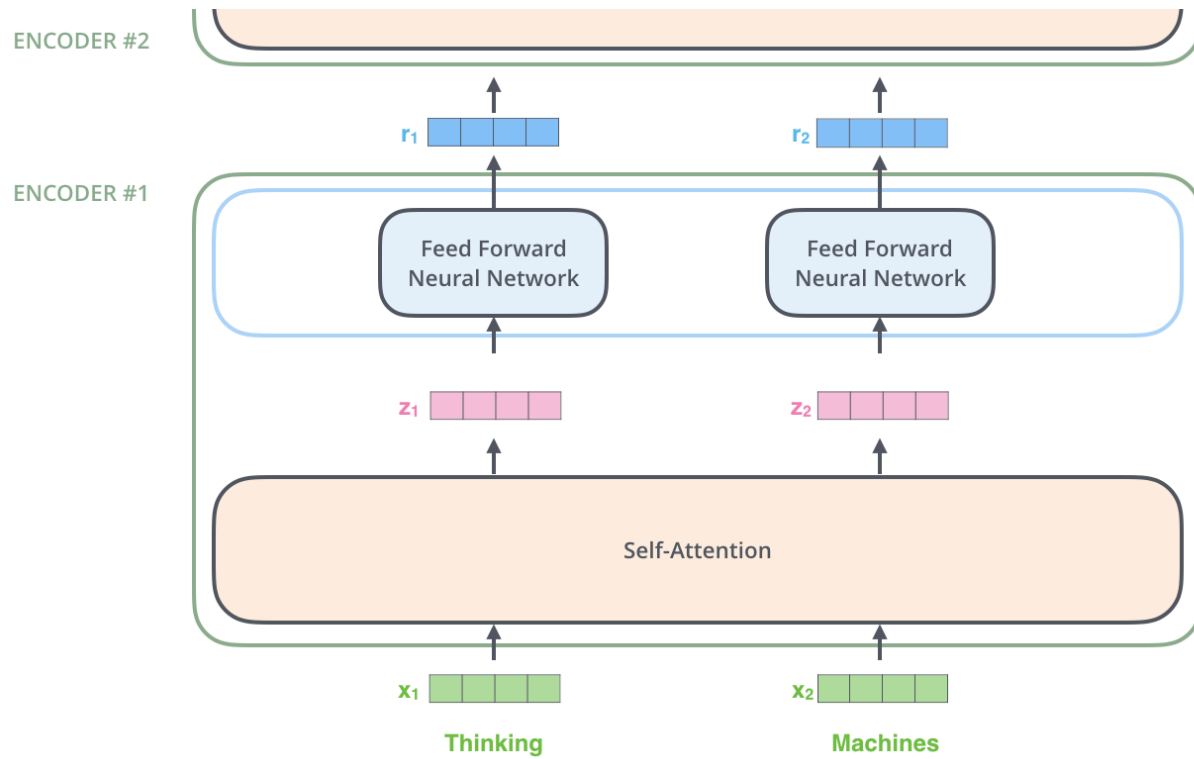 ENCODER #2
r₁
r₂
ENCODER #1
Feed Forward
Neural Network
Feed Forward
Neural Network
z₁
z₂
Self-Attention
x₁
x₂
Thinking
Machines